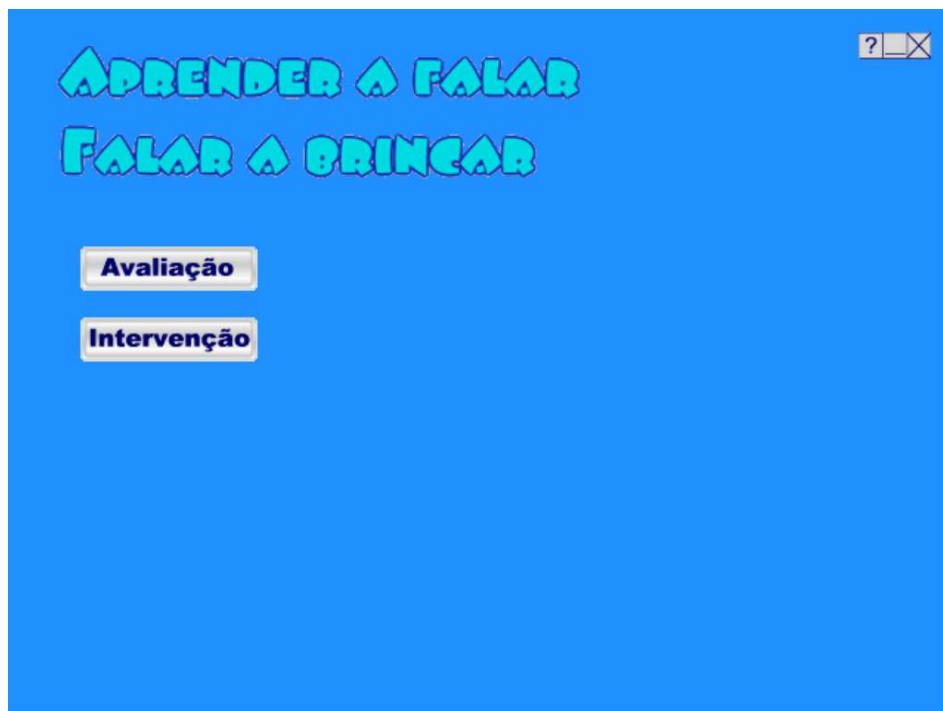 APRENDER A FALAR
FALAR A BRINCAR
?
Avaliação
Intervenção